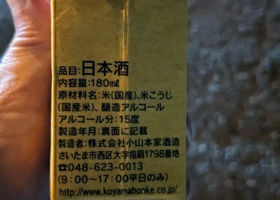 品目:日本酒
内容量:180mℓ
原材料名:米(国産)、米こうじ
(国産米)、醸造アルコール
アルコール分:15度
製造年月:裏面に記載
製造者:株式会社小山本家酒造
さいたま市西区大字指扇1798番地
☎048-623-0013
(9:00~17:00平日のみ)
http://www.koyamahonke.co.jp/